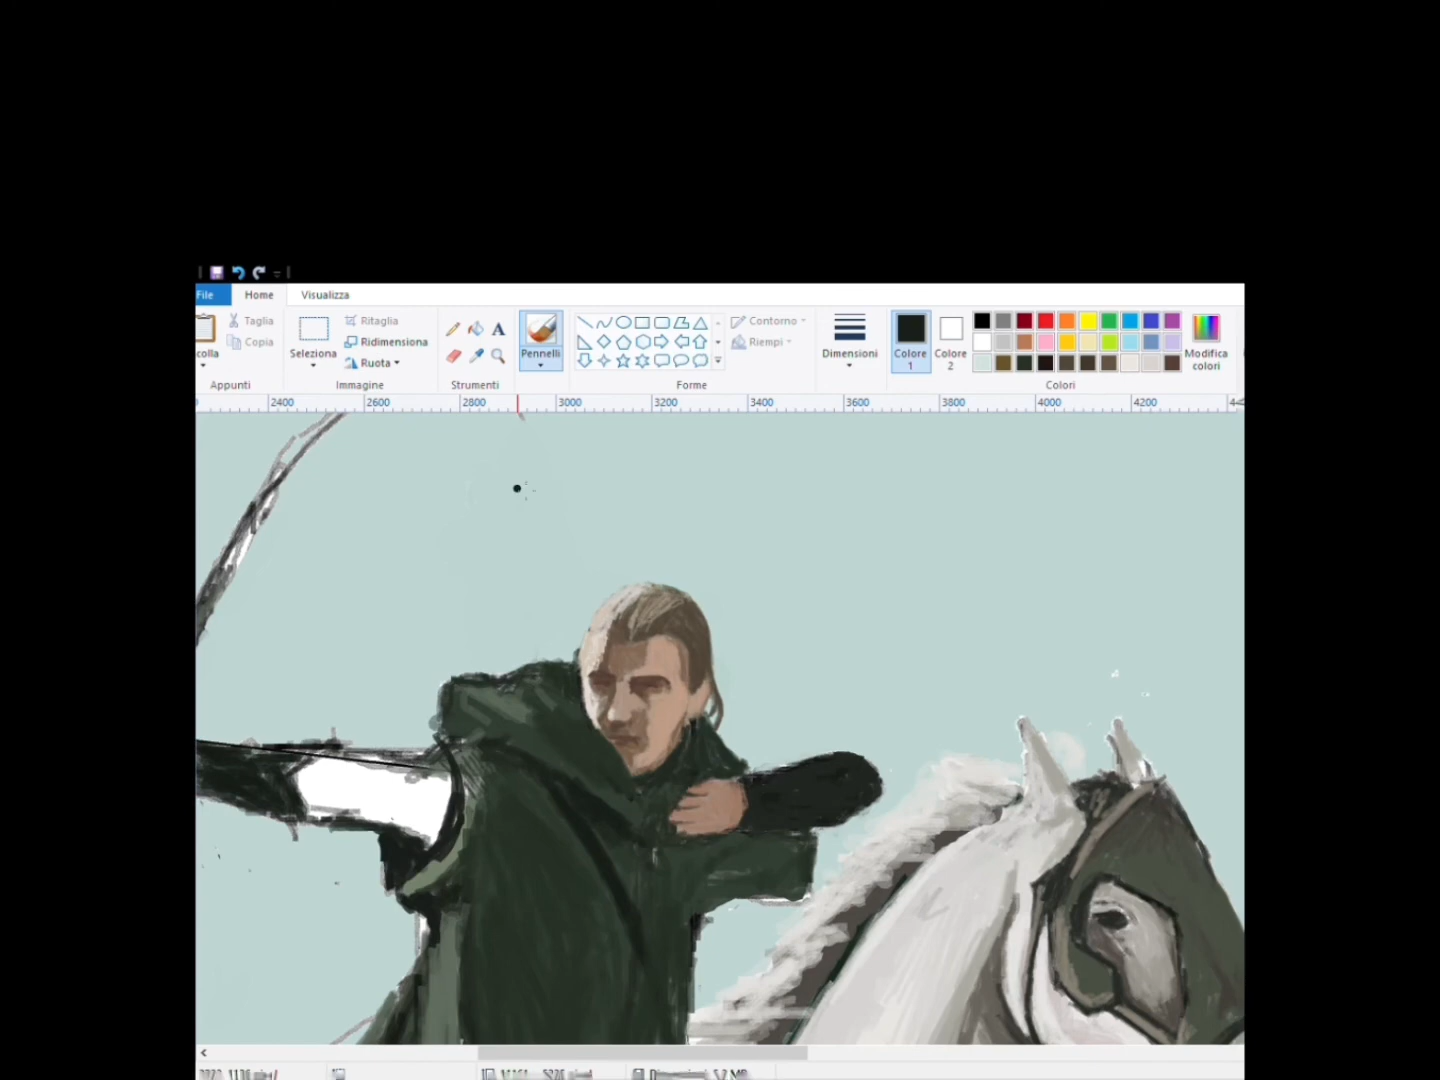 File Home Visualizza
Taglia
Copia
colla
Appunti
Seleziona
Ritaglia
Ridimensiona
Ruota
Immagine
A
Strumenti
Pennelli
Contorno
Riempi
Forme
Dimensioni
Colore 1
Colore 2
Modifica colori
Colori
2400 2600 2800 3000 3200 3400 3600 3800 4000 4200